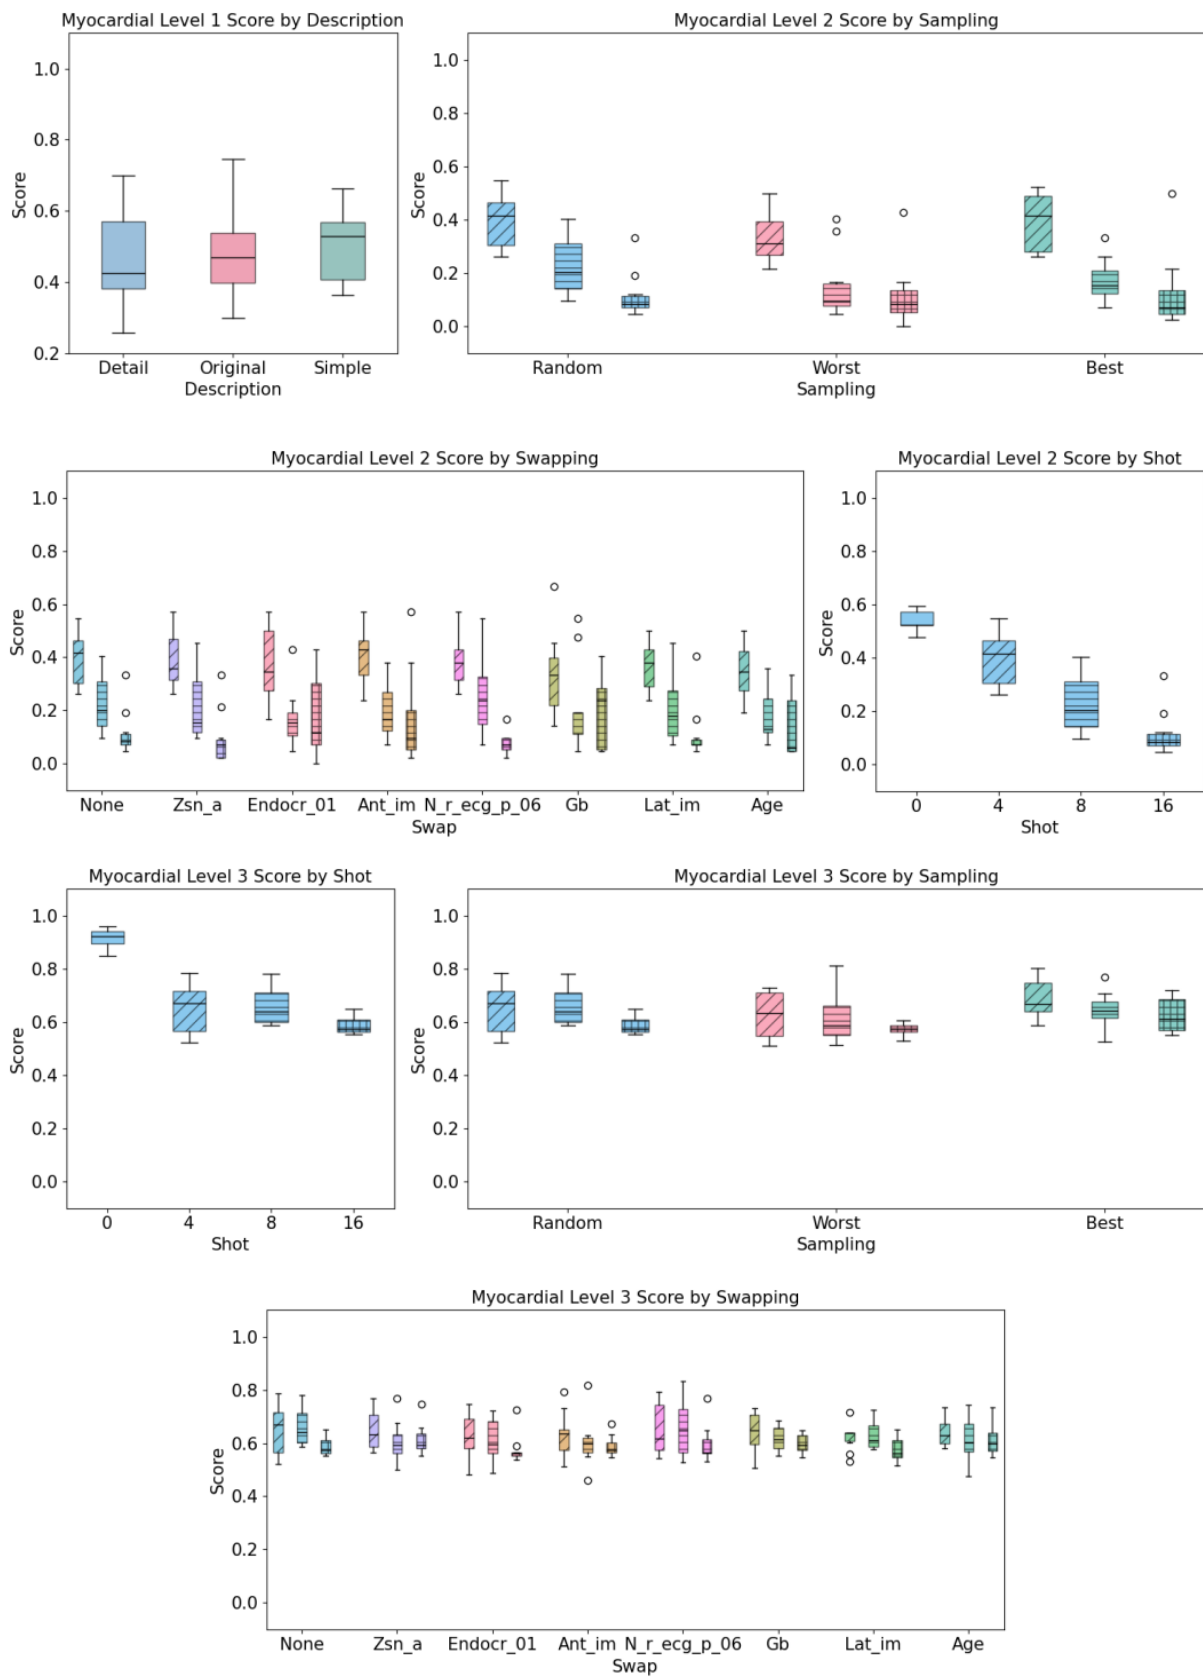 Myocardial Level 1 Score by Description
Score
1.0
0.8
0.6
0.4
0.2
Detail Original Simple
Description
Myocardial Level 2 Score by Sampling
Score
1.0
0.8
0.6
0.4
0.2
0.0
Random Worst Best
Sampling
Myocardial Level 2 Score by Swapping
Score
1.0
0.8
0.6
0.4
0.2
0.0
None Zsn_a Endocr_01 Ant_im N_r_ecg_p_06 Gb Lat_im Age
Swap
Myocardial Level 2 Score by Shot
Score
1.0
0.8
0.6
0.4
0.2
0.0
0 4 8 16
Shot
Myocardial Level 3 Score by Shot
Score
1.0
0.8
0.6
0.4
0.2
0.0
0 4 8 16
Shot
Myocardial Level 3 Score by Sampling
Score
1.0
0.8
0.6
0.4
0.2
0.0
Random Worst Best
Sampling
Myocardial Level 3 Score by Swapping
Score
1.0
0.8
0.6
0.4
0.2
0.0
None Zsn_a Endocr_01 Ant_im N_r_ecg_p_06 Gb Lat_im Age
Swap